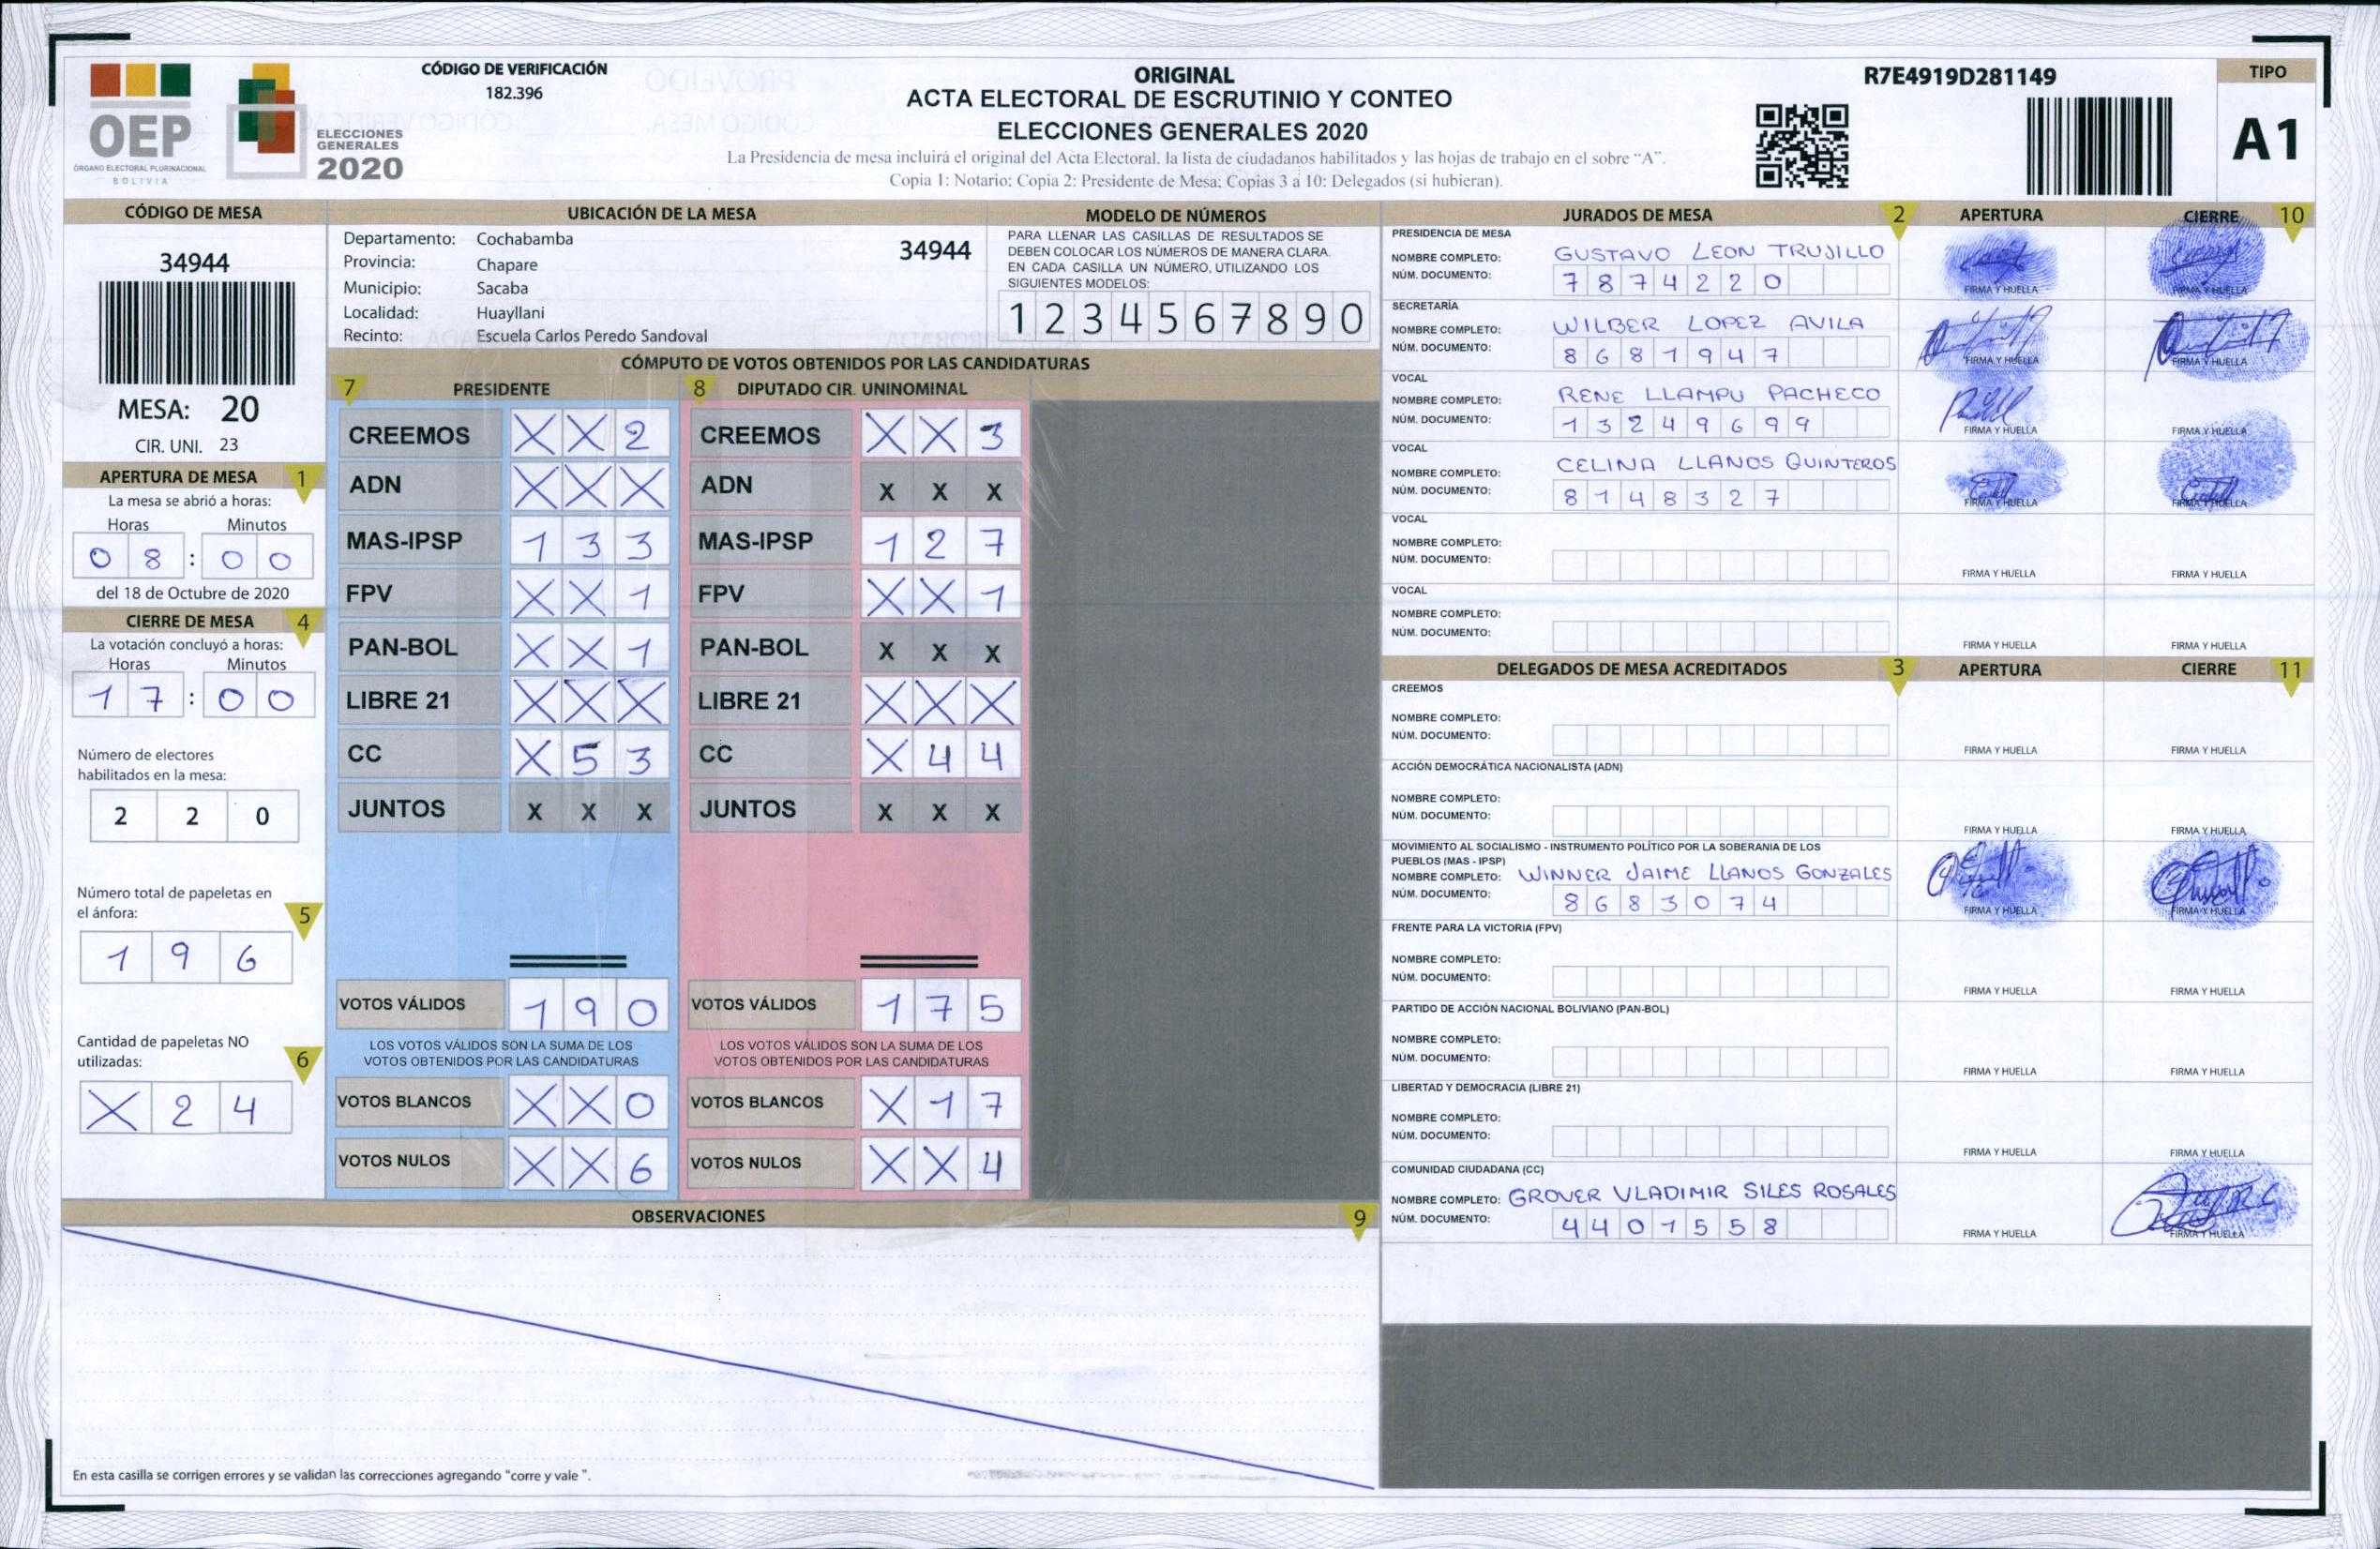 OEP
ÓRGANO ELECTORAL PLURINACIONAL
BOLIVIA
ELECCIONES
GENERALES
2020
CÓDIGO DE VERIFICACIÓN
182.396
ORIGINAL
ACTA ELECTORAL DE ESCRUTINIO Y CONTEO
ELECCIONES GENERALES 2020
La Presidencia de mesa incluirá el original del Acta Electoral, la lista de ciudadanos habilitados y las hojas de trabajo en el sobre "A".
Copia 1: Notario; Copia 2: Presidente de Mesa; Copias 3 a 10: Delegados (si hubieran).
R7E4919D281149
TIPO
A1
CÓDIGO DE MESA
34944
MESA: 20
CIR. UNI. 23
APERTURA DE MESA 1
La mesa se abrió a horas:
Horas Minutos
0 8 : 0 0
del 18 de Octubre de 2020
CIERRE DE MESA 4
La votación concluyó a horas:
Horas Minutos
1 7 : 0 0
Número de electores
habilitados en la mesa:
2 2 0
Número total de papeletas en
el ánfora: 5
1 9 6
Cantidad de papeletas NO
utilizadas: 6
X 2 4
UBICACIÓN DE LA MESA
Departamento: Cochabamba 34944
Provincia: Chapare
Municipio: Sacaba
Localidad: Huayllani
Recinto: Escuela Carlos Peredo Sandoval
MODELO DE NÚMEROS
PARA LLENAR LAS CASILLAS DE RESULTADOS SE
DEBEN COLOCAR LOS NÚMEROS DE MANERA CLARA.
EN CADA CASILLA UN NÚMERO, UTILIZANDO LOS
SIGUIENTES MODELOS:
1 2 3 4 5 6 7 8 9 0
CÓMPUTO DE VOTOS OBTENIDOS POR LAS CANDIDATURAS
7 PRESIDENTE 8 DIPUTADO CIR. UNINOMINAL
CREEMOS X X 2 CREEMOS X X 3
ADN X X X ADN X X X
MAS-IPSP 1 3 3 MAS-IPSP 1 2 7
FPV X X 1 FPV X X 1
PAN-BOL X X 1 PAN-BOL X X X
LIBRE 21 X X X LIBRE 21 X X X
CC X 5 3 CC X 4 4
JUNTOS X X X JUNTOS X X X
VOTOS VÁLIDOS 1 9 0 VOTOS VÁLIDOS 1 7 5
LOS VOTOS VÁLIDOS SON LA SUMA DE LOS LOS VOTOS VÁLIDOS SON LA SUMA DE LOS
VOTOS OBTENIDOS POR LAS CANDIDATURAS VOTOS OBTENIDOS POR LAS CANDIDATURAS
VOTOS BLANCOS X X 0 VOTOS BLANCOS X 1 7
VOTOS NULOS X X 6 VOTOS NULOS X X 4
OBSERVACIONES 9
En esta casilla se corrigen errores y se validan las correcciones agregando "corre y vale ".
JURADOS DE MESA 2 APERTURA CIERRE 10
PRESIDENCIA DE MESA
NOMBRE COMPLETO: GUSTAVO LEON TRUJILLO
NÚM. DOCUMENTO: 7 8 7 4 2 2 0
FIRMA Y HUELLA FIRMA Y HUELLA
SECRETARÍA
NOMBRE COMPLETO: WILBER LOPEZ AVILA
NÚM. DOCUMENTO: 8 6 8 1 9 4 7
FIRMA Y HUELLA FIRMA Y HUELLA
VOCAL
NOMBRE COMPLETO: RENE LLAMPU PACHECO
NÚM. DOCUMENTO: 1 3 2 4 9 6 9 9
FIRMA Y HUELLA FIRMA Y HUELLA
VOCAL
NOMBRE COMPLETO: CELINA LLANOS QUINTEROS
NÚM. DOCUMENTO: 8 1 4 8 3 2 7
FIRMA Y HUELLA FIRMA Y HUELLA
VOCAL
NOMBRE COMPLETO:
NÚM. DOCUMENTO:
FIRMA Y HUELLA FIRMA Y HUELLA
VOCAL
NOMBRE COMPLETO:
NÚM. DOCUMENTO:
FIRMA Y HUELLA FIRMA Y HUELLA
DELEGADOS DE MESA ACREDITADOS 3 APERTURA CIERRE 11
CREEMOS
NOMBRE COMPLETO:
NÚM. DOCUMENTO:
FIRMA Y HUELLA FIRMA Y HUELLA
ACCIÓN DEMOCRÁTICA NACIONALISTA (ADN)
NOMBRE COMPLETO:
NÚM. DOCUMENTO:
FIRMA Y HUELLA FIRMA Y HUELLA
MOVIMIENTO AL SOCIALISMO - INSTRUMENTO POLÍTICO POR LA SOBERANIA DE LOS
PUEBLOS (MAS - IPSP)
NOMBRE COMPLETO: WINNER JAIME LLANOS GONZALES
NÚM. DOCUMENTO: 8 6 8 3 0 7 4
FIRMA Y HUELLA FIRMA Y HUELLA
FRENTE PARA LA VICTORIA (FPV)
NOMBRE COMPLETO:
NÚM. DOCUMENTO:
FIRMA Y HUELLA FIRMA Y HUELLA
PARTIDO DE ACCIÓN NACIONAL BOLIVIANO (PAN-BOL)
NOMBRE COMPLETO:
NÚM. DOCUMENTO:
FIRMA Y HUELLA FIRMA Y HUELLA
LIBERTAD Y DEMOCRACIA (LIBRE 21)
NOMBRE COMPLETO:
NÚM. DOCUMENTO:
FIRMA Y HUELLA FIRMA Y HUELLA
COMUNIDAD CIUDADANA (CC)
NOMBRE COMPLETO: GROVER VLADIMIR SILES ROSALES
NÚM. DOCUMENTO: 4 4 0 1 5 5 8
FIRMA Y HUELLA FIRMA Y HUELLA